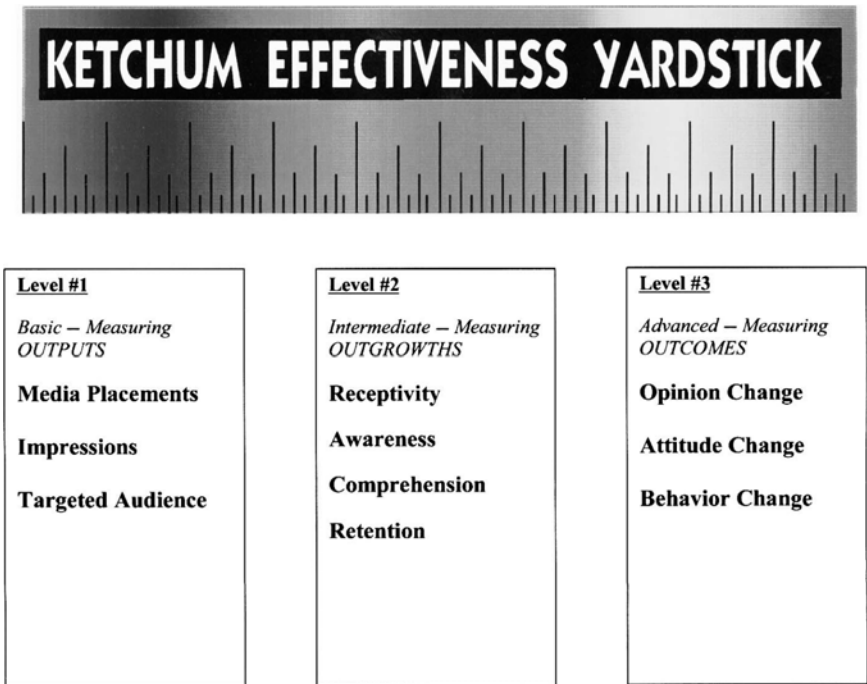 KETCHUM EFFECTIVENESS YARDSTICK
Level #1
Basic – Measuring
OUTPUTS
Media Placements
Impressions
Targeted Audience
Level #2
Intermediate – Measuring
OUTGROWTHS
Receptivity
Awareness
Comprehension
Retention
Level #3
Advanced – Measuring
OUTCOMES
Opinion Change
Attitude Change
Behavior Change